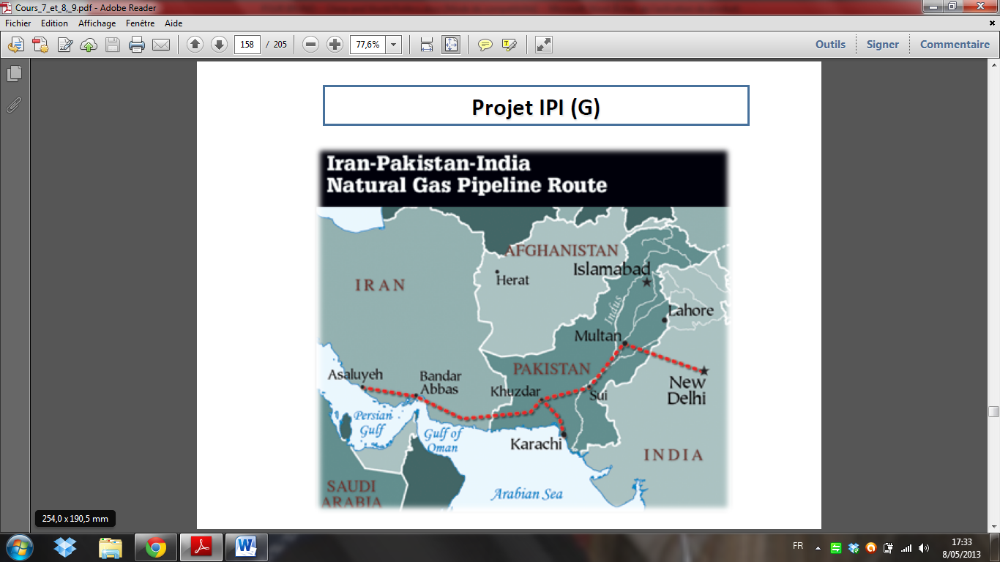 Cours_7_et_8_9.pdf - Adobe Reader
Fichier Edition Affichage Fenêtre Aide
158 / 205 77,6% Outils Signer Commentaire
Projet IPI (G)
Iran-Pakistan-India
Natural Gas Pipeline Route
AFGHANISTAN
Islamabad
IRAN
Herat
Indus
Lahore
Multan
PAKISTAN
Asaluyeh
Bandar
Abbas
Khuzdar
Sui
New
Delhi
Persian
Gulf
Gulf of
Oman
Karachi
INDIA
SAUDI
ARABIA
Arabian Sea
254,0 x 190,5 mm
FR
17:33
8/05/2013